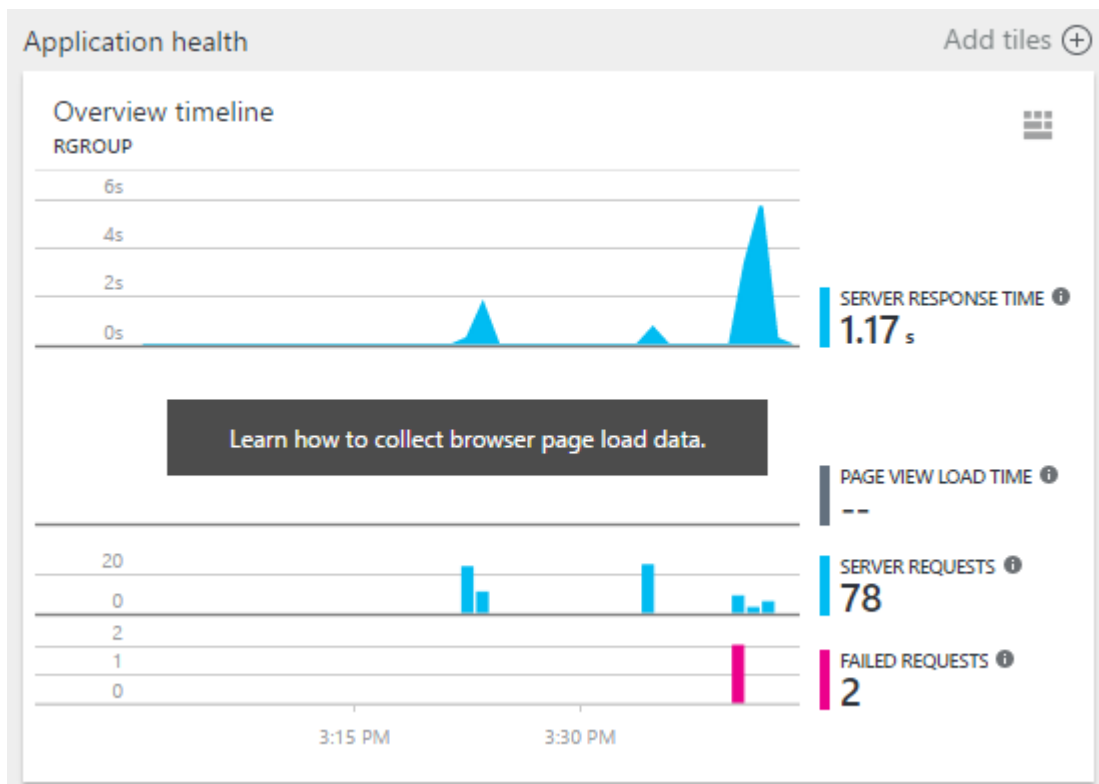 Application health
Add tiles
Overview timeline
RGROUP
6s
4s
2s
0s
SERVER RESPONSE TIME
1.17 s
Learn how to collect browser page load data.
PAGE VIEW LOAD TIME
--
20
0
SERVER REQUESTS
78
2
1
0
FAILED REQUESTS
2
3:15 PM
3:30 PM